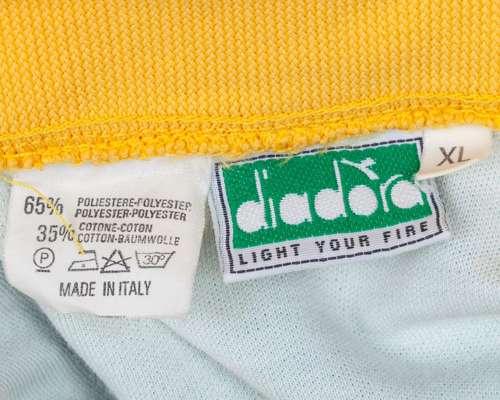 65% POLIESTERE-POLYESTER
POLYESTER-POLYESTER
35% COTONE-COTON
COTTON-BAUMWOLLE
P 30°
MADE IN ITALY
diadora
LIGHT YOUR FIRE
XL